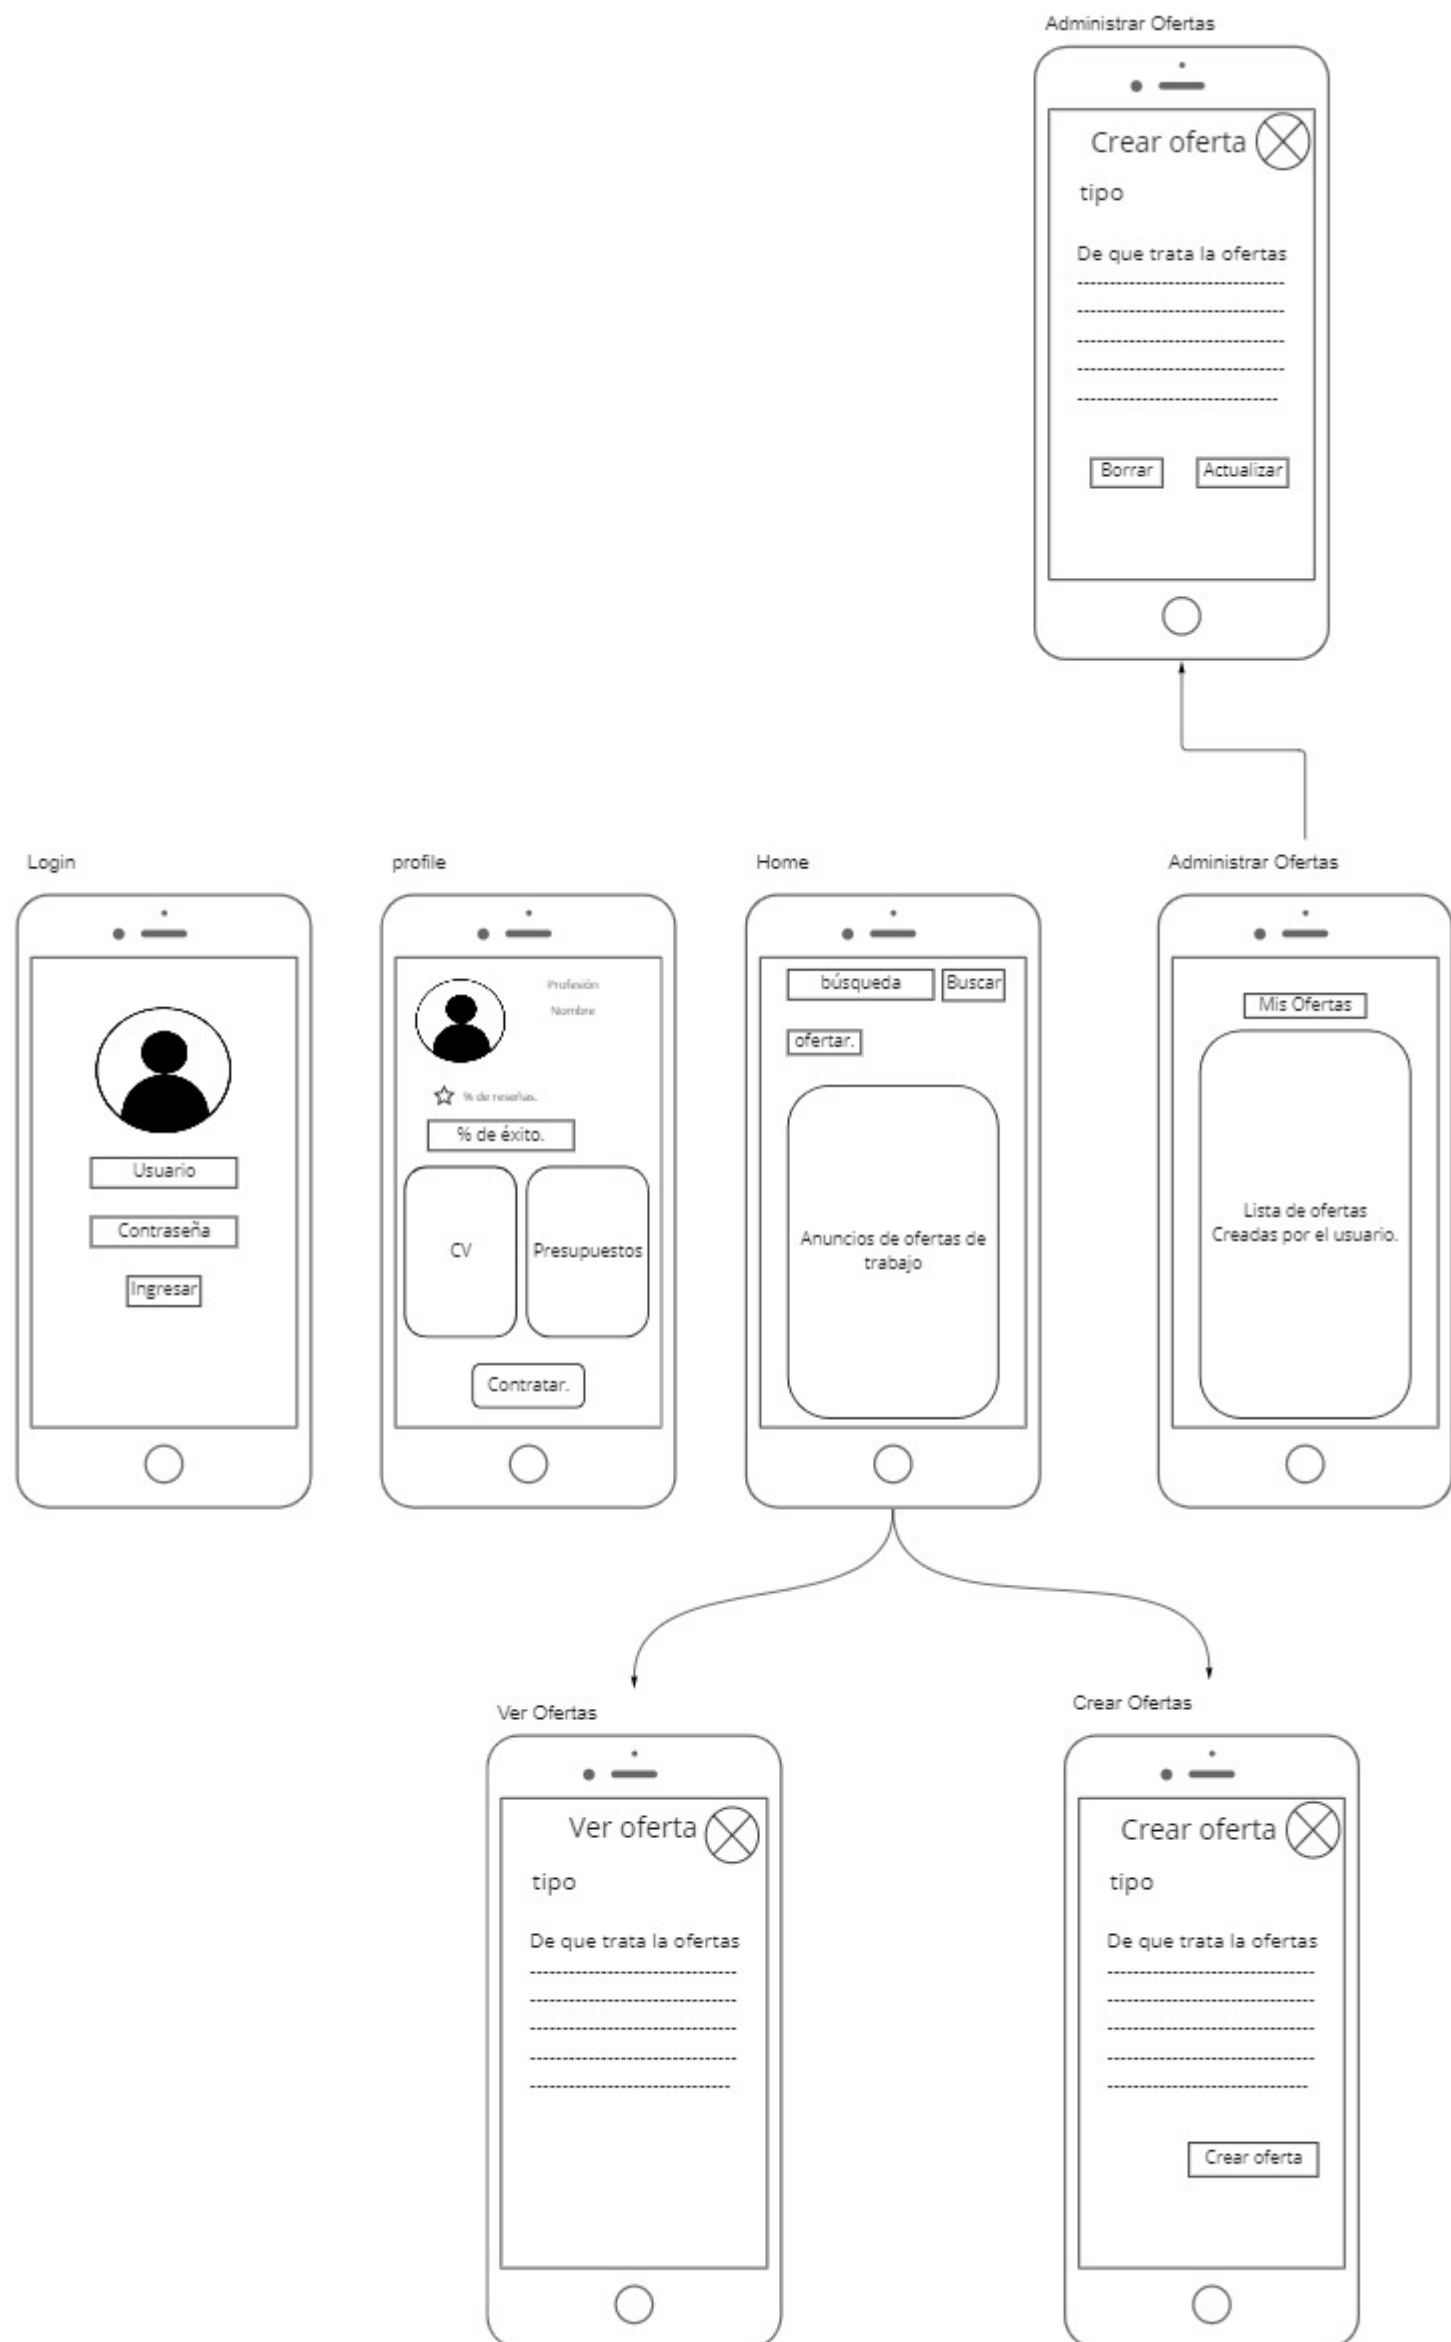 Administrar Ofertas
Crear oferta
tipo
De que trata la ofertas
-----------------------------------
-----------------------------------
-----------------------------------
-----------------------------------
----------------------------------
Borrar
Actualizar
Login
Usuario
Contraseña
Ingresar
profile
Profesión
Nombre
% de reseñas.
% de éxito.
CV
Presupuestos
Contratar.
Home
búsqueda
Buscar
ofertar.
Anuncios de ofertas de
trabajo
Administrar Ofertas
Mis Ofertas
Lista de ofertas
Creadas por el usuario.
Ver Ofertas
Ver oferta
tipo
De que trata la ofertas
-----------------------------------
-----------------------------------
-----------------------------------
-----------------------------------
----------------------------------
Crear Ofertas
Crear oferta
tipo
De que trata la ofertas
-----------------------------------
-----------------------------------
-----------------------------------
-----------------------------------
----------------------------------
Crear oferta